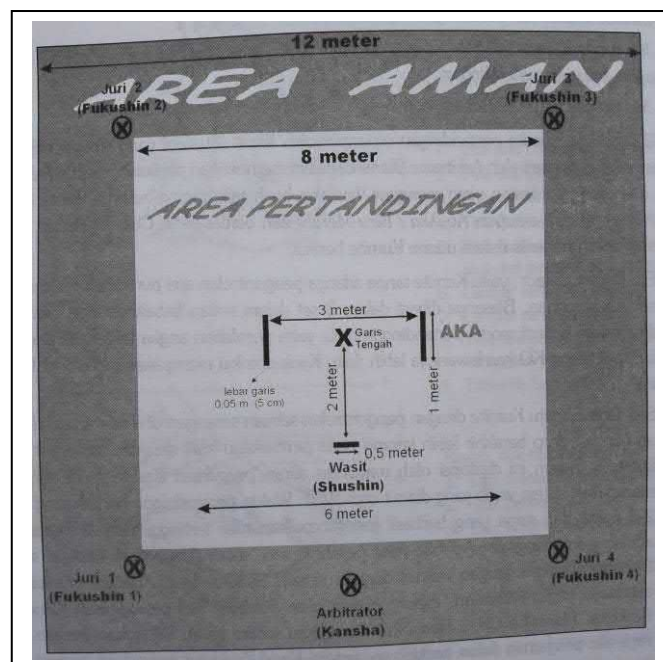 12 meter
AREA AMAN
Juri 2
(Fukushin 2)
Juri 3
(Fukushin 3)
8 meter
AREA PERTANDINGAN
3 meter
X Garis
Tengah
AKA
1 meter
2 meter
lebar garis
0,05 m (5 cm)
0,5 meter
Wasit
(Shushin)
6 meter
Juri 1
(Fukushin 1)
Juri 4
(Fukushin 4)
Arbitrator
(Kansha)